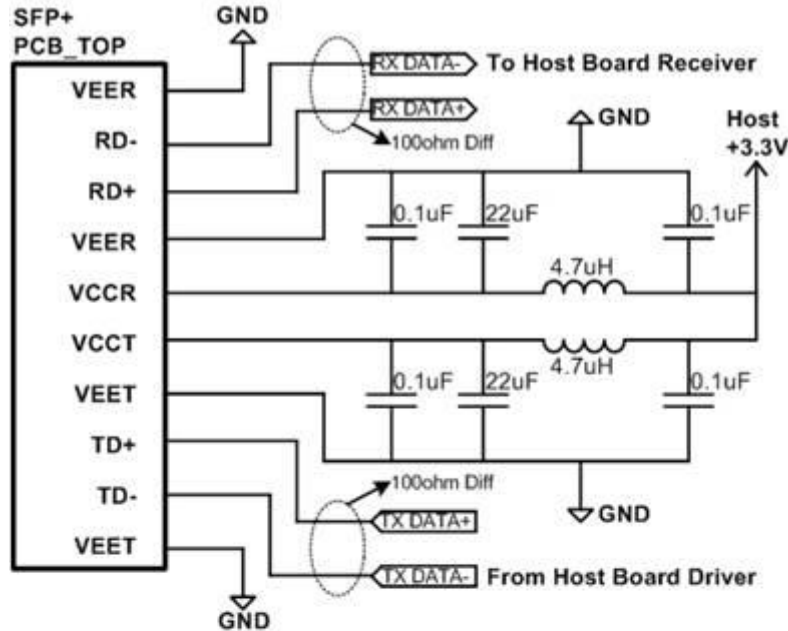 SFP+
PCB_TOP
GND
VEER
RX DATA- To Host Board Receiver
RD-
RX DATA+
100ohm Diff
GND
Host
+3.3V
RD+
VEER
0.1uF
22uF
0.1uF
4.7uH
VCCR
VCCT
4.7uH
VEET
0.1uF
22uF
0.1uF
TD+
100ohm Diff
TD-
TX DATA+
GND
VEET
TX DATA- From Host Board Driver
GND